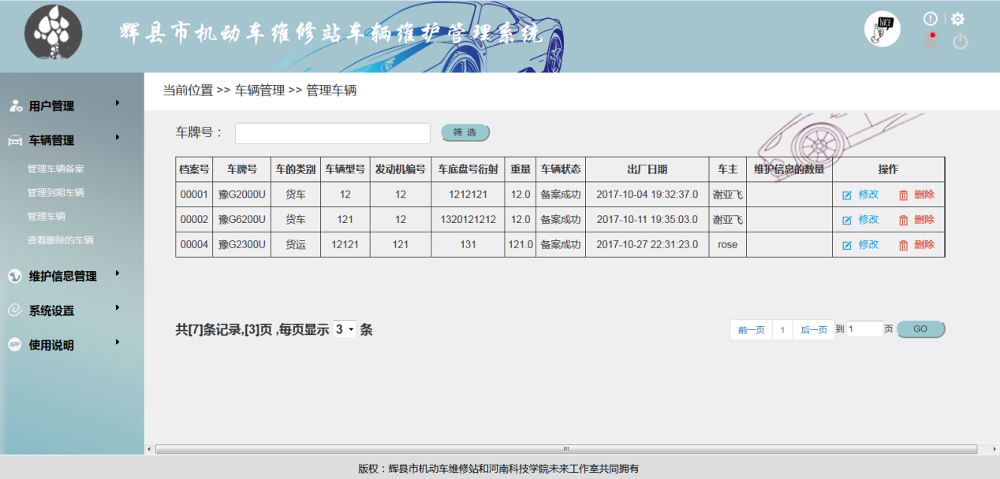 辉县市机动车维修站车辆维护管理系统
NICE
用户管理
车辆管理
管理车辆备案
管理到期车辆
管理车辆
查看删除的车辆
维护信息管理
系统设置
APP 使用说明
当前位置 >> 车辆管理 >> 管理车辆
车牌号： 筛 选
档案号 车牌号 车的类别 车辆型号 发动机编号 车底盘号衍射 重量 车辆状态 出厂日期 车主 维护信息的数量 操作
00001 豫G2000U 货车 12 12 1212121 12.0 备案成功 2017-10-04 19:32:37.0 谢亚飞 修改 删除
00002 豫G6200U 货车 121 12 1320121212 12.0 备案成功 2017-10-11 19:35:03.0 谢亚飞 修改 删除
00004 豫G2300U 货运 12121 121 131 121.0 备案成功 2017-10-27 22:31:23.0 rose 修改 删除
共[7]条记录,[3]页 ,每页显示 3 条
前一页 1 后一页 到 1 页 GO
版权：辉县市机动车维修站和河南科技学院未来工作室共同拥有